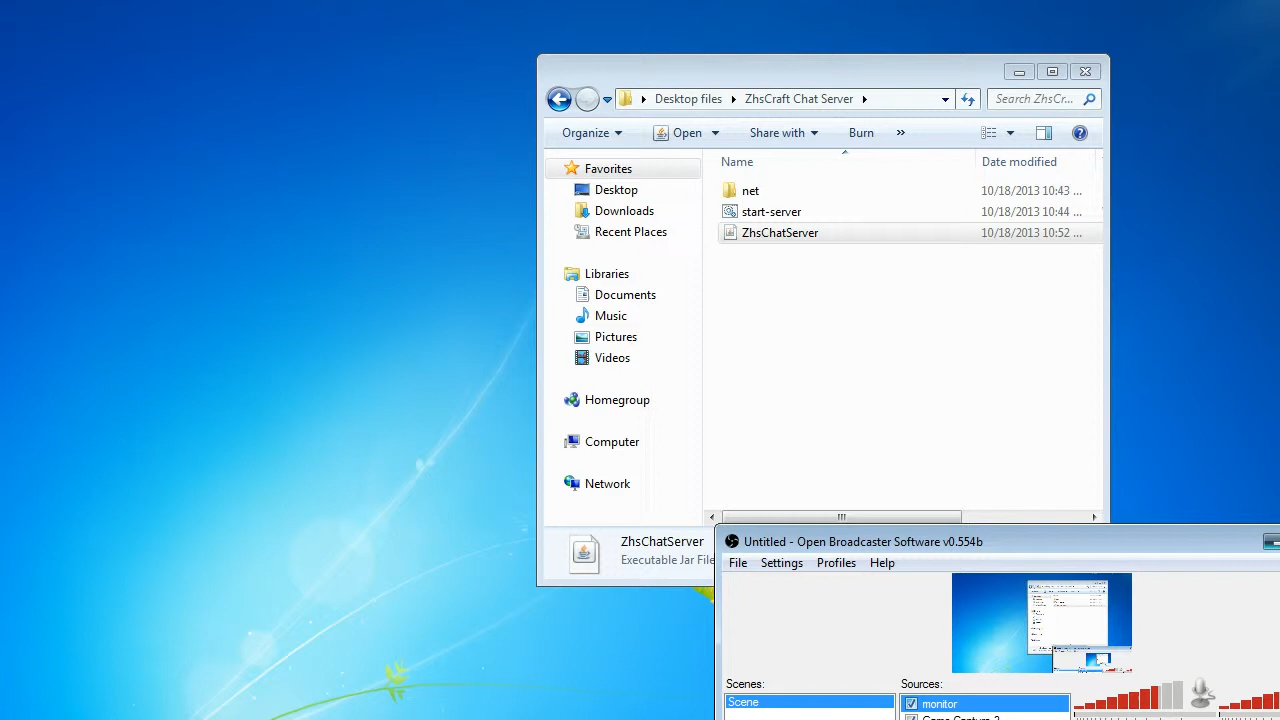 Desktop files ZhsCraft Chat Server
Search ZhsCr...
Organize Open Share with Burn »
Name Date modified
Favorites
Desktop
Downloads
Recent Places
Libraries
Documents
Music
Pictures
Videos
Homegroup
Computer
Network
net 10/18/2013 10:43 ...
start-server 10/18/2013 10:44 ...
ZhsChatServer 10/18/2013 10:52 ...
ZhsChatServer
Executable Jar File
Untitled - Open Broadcaster Software v0.554b
File Settings Profiles Help
Scenes: Sources:
Scene monitor
Game Capture 2